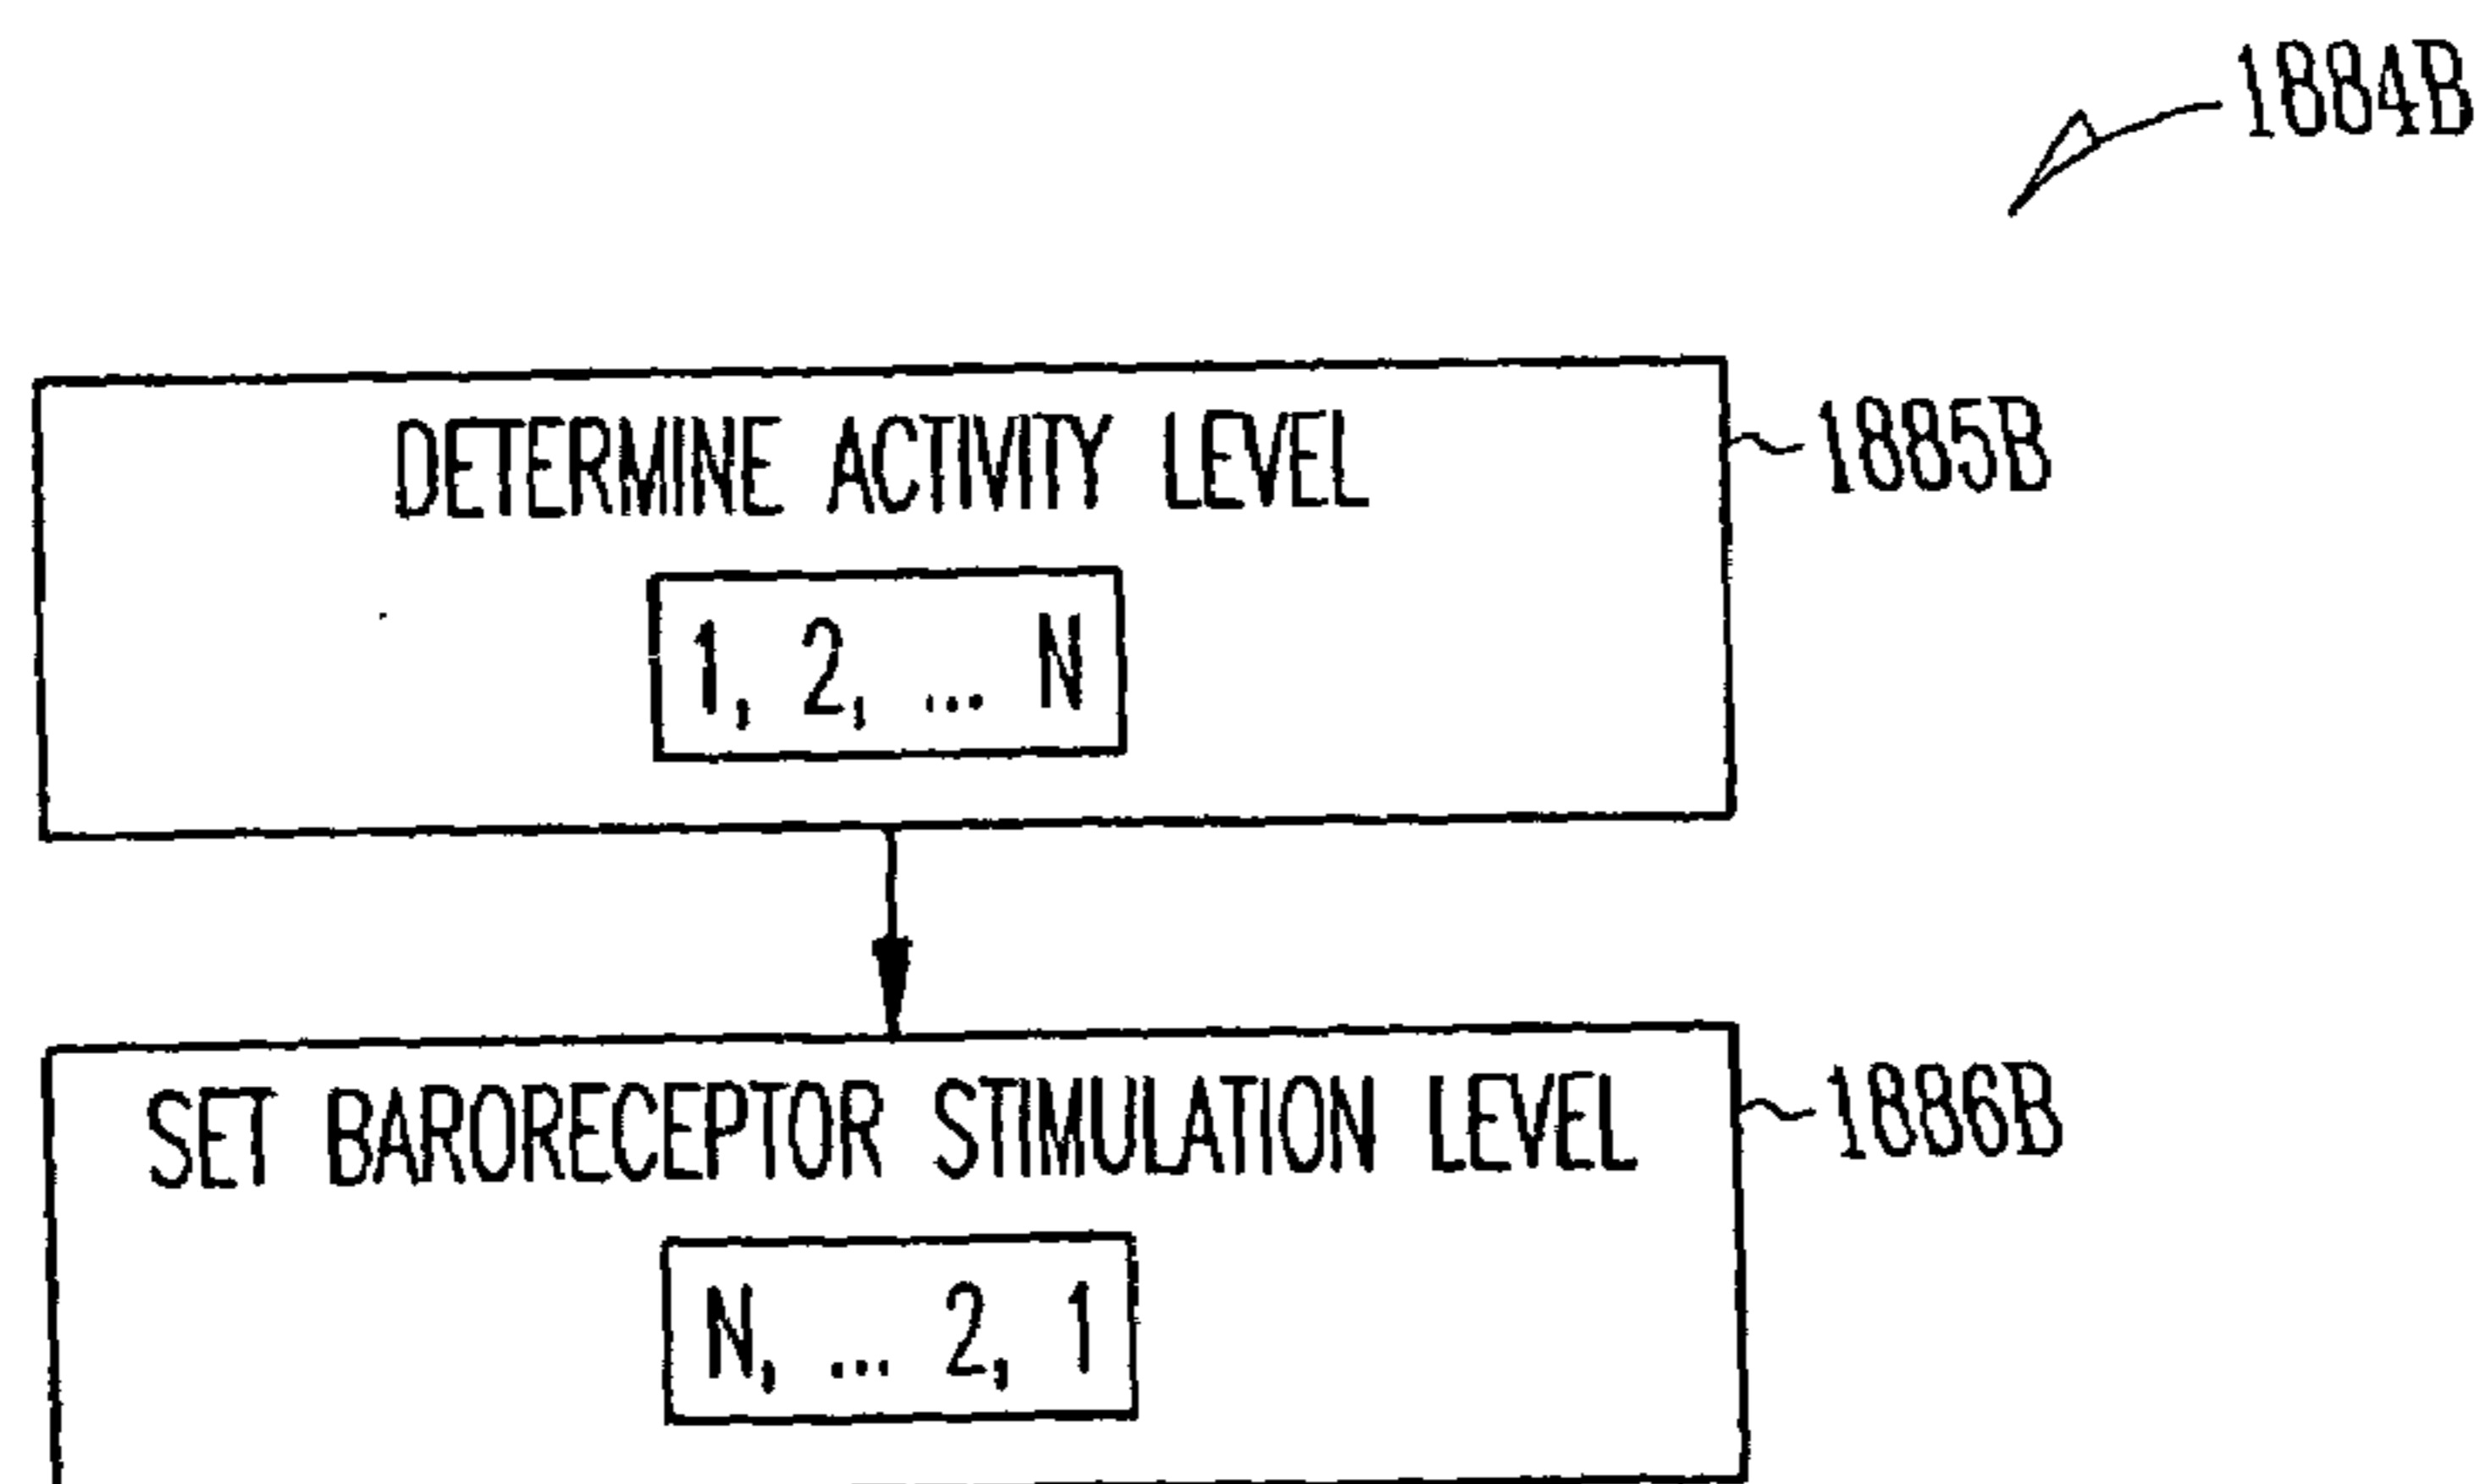 1884B
DETERMINE ACTIVITY LEVEL
1885B
1, 2, ... N
SET BARORECEPTOR STIMULATION LEVEL
1886B
N, ... 2, 1